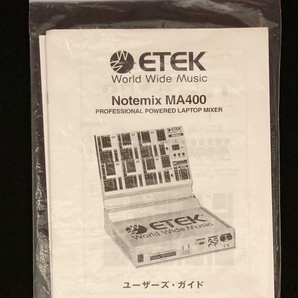 ETEK
World Wide Music
Notemix MA400
PROFESSIONAL POWERED LAPTOP MIXER
ETEK
World Wide Music
ユーザーズ・ガイド